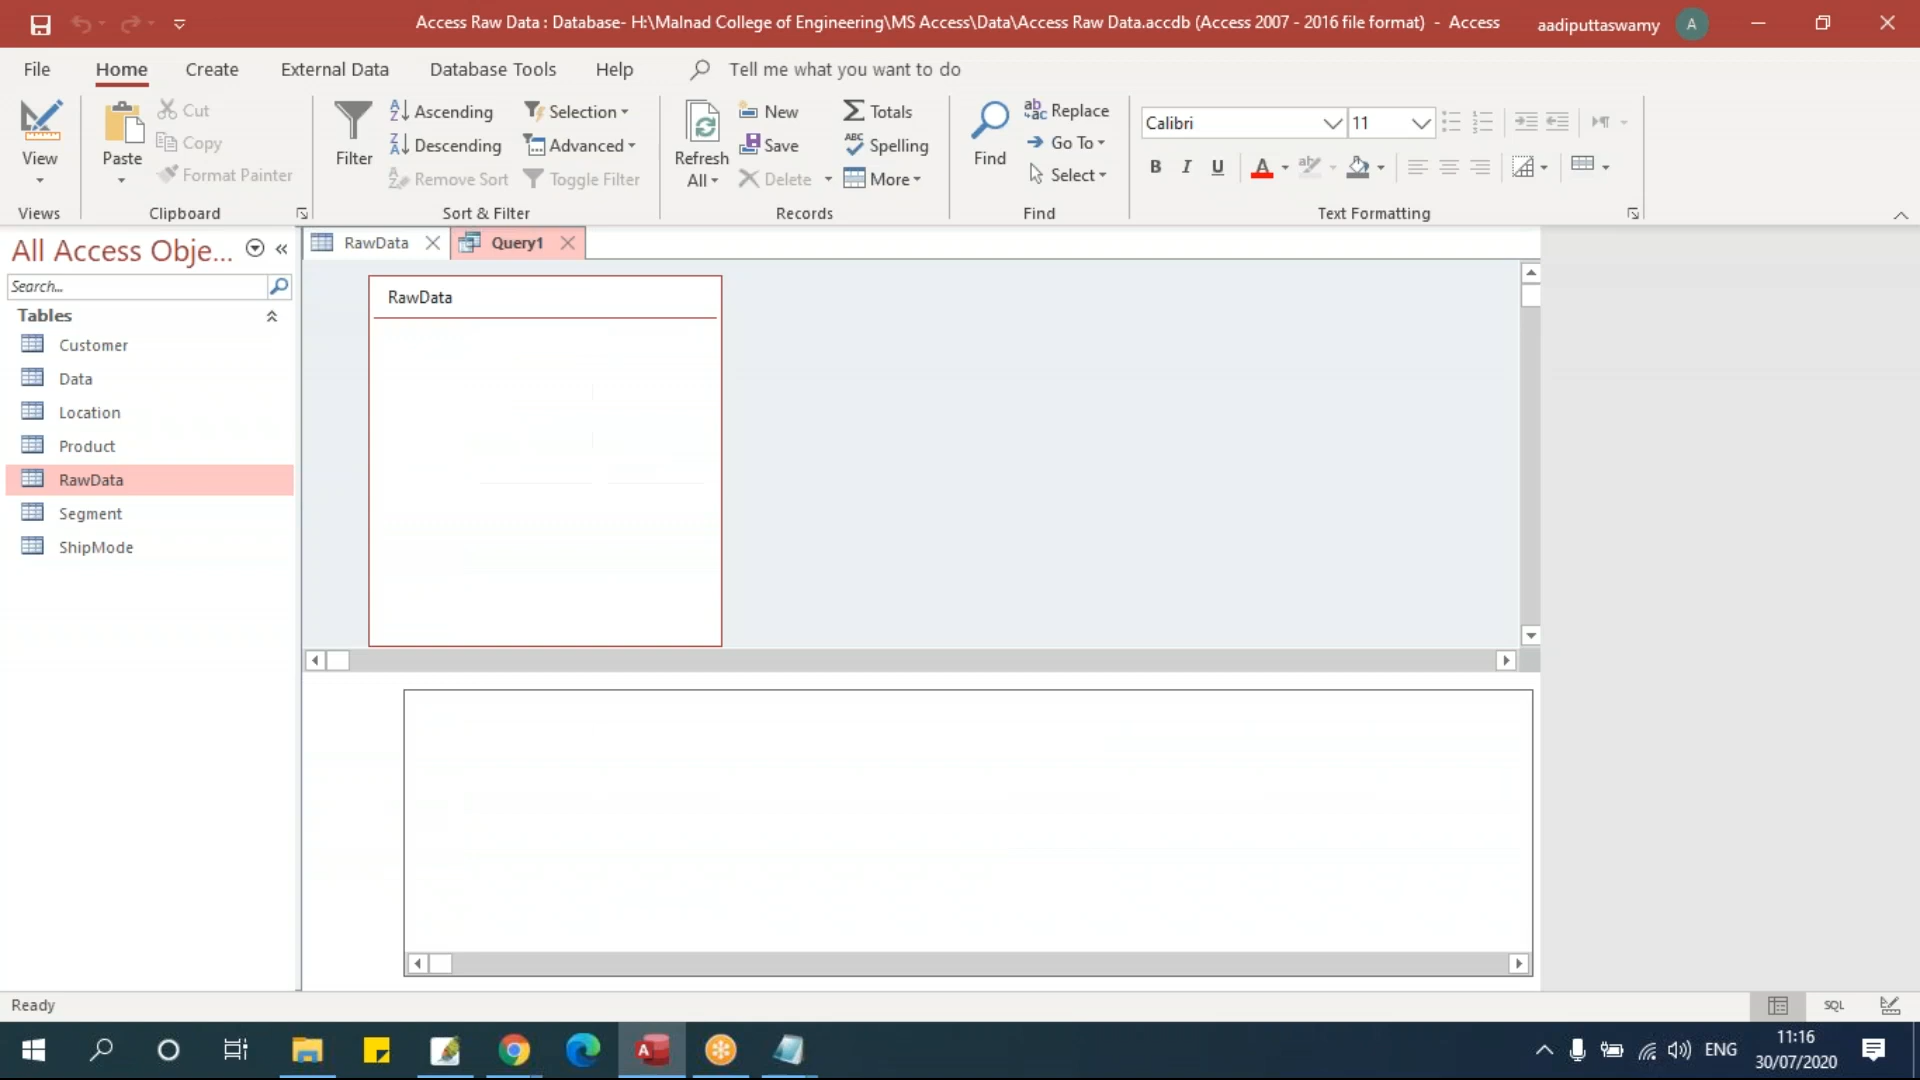 Access Raw Data : Database- H:\Malnad College of Engineering\MS Access\Data\Access Raw Data.accdb (Access 2007 - 2016 file format) - Access
aadiputtaswamy
A
File Home Create External Data Database Tools Help Tell me what you want to do
View
Views
Paste
Cut
Copy
Format Painter
Clipboard
Filter
Ascending
Descending
Remove Sort
Selection
Advanced
Toggle Filter
Sort & Filter
Refresh
All
New
Save
Delete
Totals
Spelling
More
Records
Find
Replace
Go To
Select
Find
Calibri
11
B I U A
Text Formatting
All Access Obje...
Search...
Tables
Customer
Data
Location
Product
RawData
Segment
ShipMode
RawData
Query1
RawData
Ready
SQL
ENG
11:16
30/07/2020